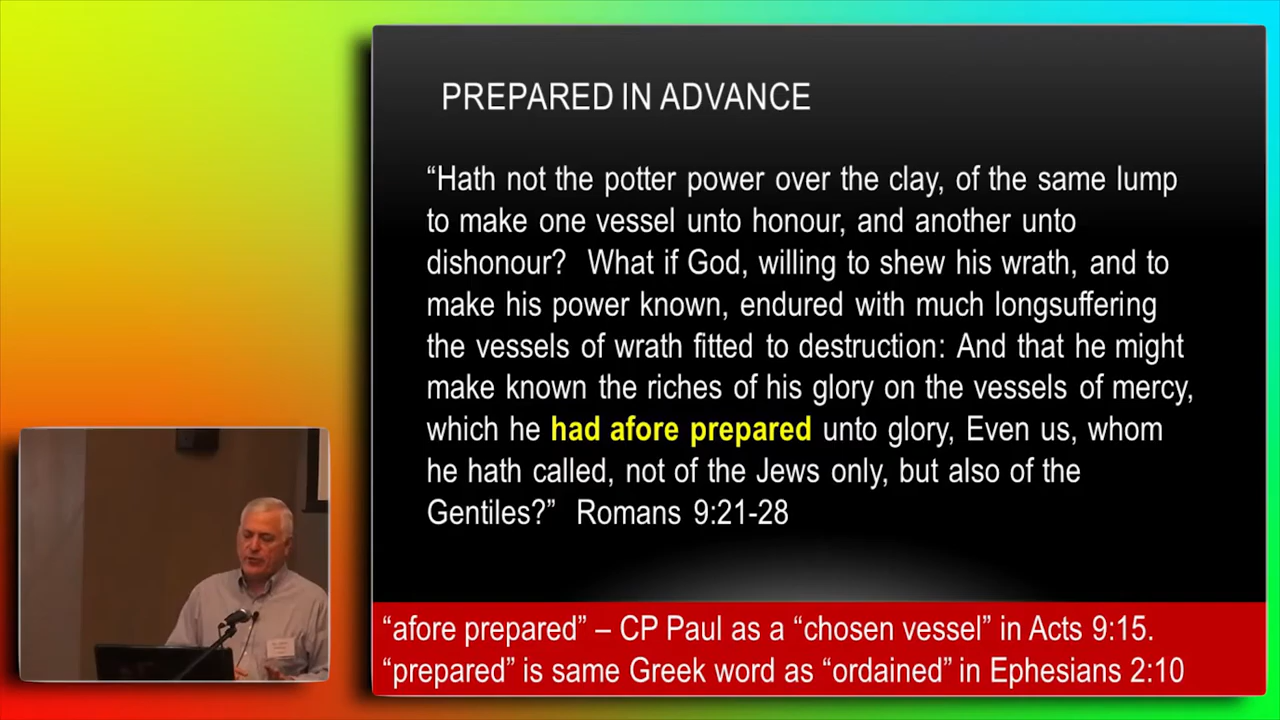 PREPARED IN ADVANCE
“Hath not the potter power over the clay, of the same lump
to make one vessel unto honour, and another unto
dishonour? What if God, willing to shew his wrath, and to
make his power known, endured with much longsuffering
the vessels of wrath fitted to destruction: And that he might
make known the riches of his glory on the vessels of mercy,
which he had afore prepared unto glory, Even us, whom
he hath called, not of the Jews only, but also of the
Gentiles?” Romans 9:21-28
“afore prepared” – CP Paul as a “chosen vessel” in Acts 9:15.
“prepared” is same Greek word as “ordained” in Ephesians 2:10